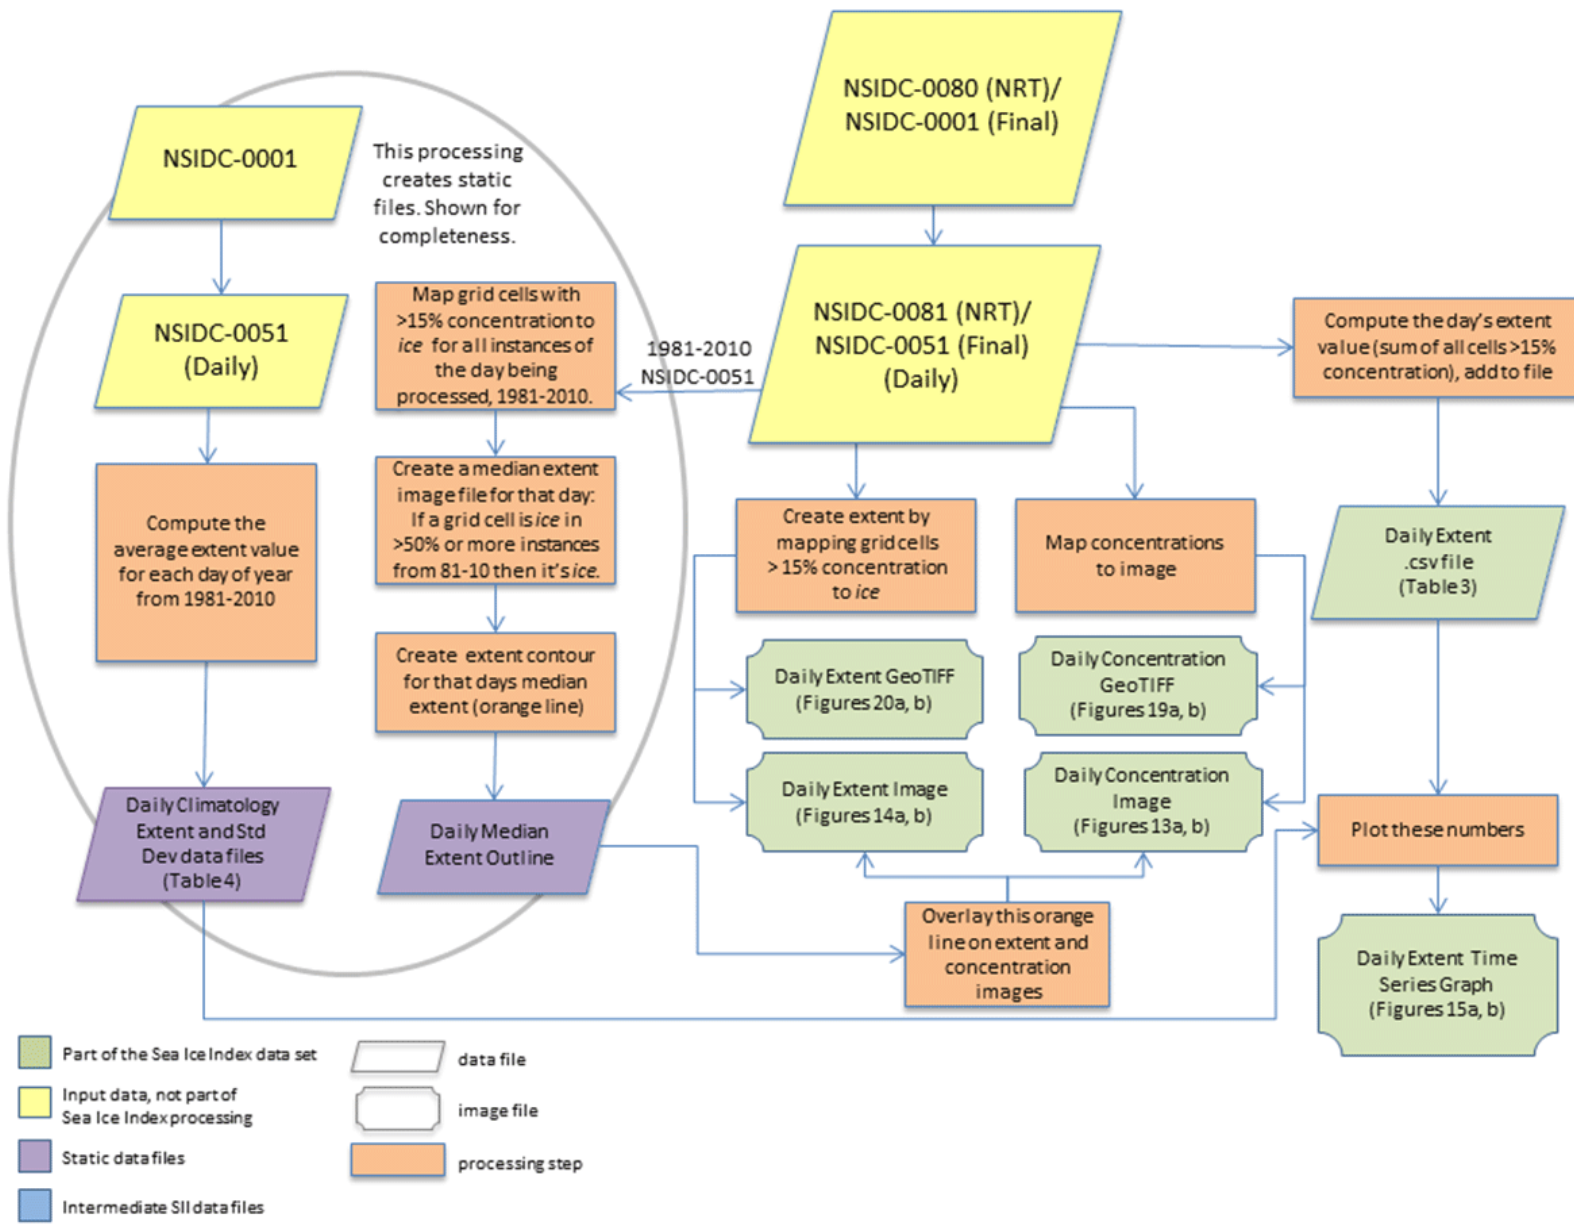 NSIDC-0080 (NRT)/
NSIDC-0001 (Final)
NSIDC-0001
This processing
creates static
files. Shown for
completeness.
NSIDC-0051
(Daily)
Map grid cells with
>15% concentration to
ice for all instances of
the day being
processed, 1981-2010.
1981-2010
NSIDC-0051
NSIDC-0081 (NRT)/
NSIDC-0051 (Final)
(Daily)
Compute the day's extent
value (sum of all cells >15%
concentration), add to file
Compute the
average extent value
for each day of year
from 1981-2010
Create a median extent
image file for that day:
If a grid cell is ice in
>50% or more instances
from 81-10 then it's ice.
Create extent by
mapping grid cells
> 15% concentration
to ice
Map concentrations
to image
Daily Extent
.csv file
(Table 3)
Create extent contour
for that days median
extent (orange line)
Daily Extent GeoTIFF
(Figures 20a, b)
Daily Concentration
GeoTIFF
(Figures 19a, b)
Daily Extent Image
(Figures 14a, b)
Daily Concentration
Image
(Figures 13a, b)
Daily Climatology
Extent and Std
Dev data files
(Table 4)
Daily Median
Extent Outline
Plot these numbers
Overlay this orange
line on extent and
concentration
images
Daily Extent Time
Series Graph
(Figures 15a, b)
Part of the Sea Ice Index data set
Input data, not part of
Sea Ice Index processing
Static data files
Intermediate SII data files
data file
image file
processing step